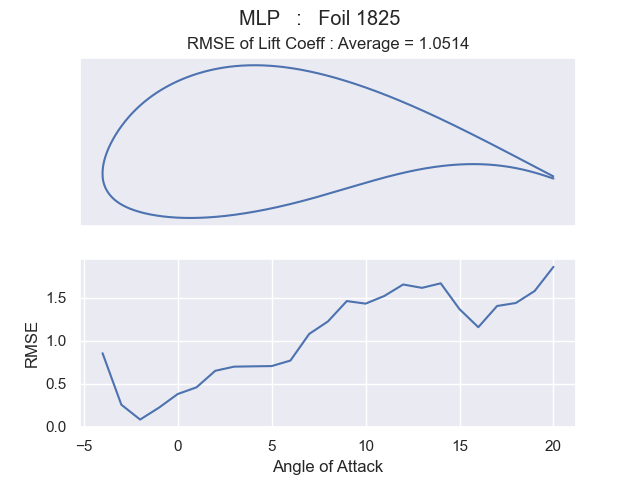 MLP : Foil 1825
RMSE of Lift Coeff : Average = 1.0514
RMSE
1.5
1.0
0.5
0.0
−5 0 5 10 15 20
Angle of Attack